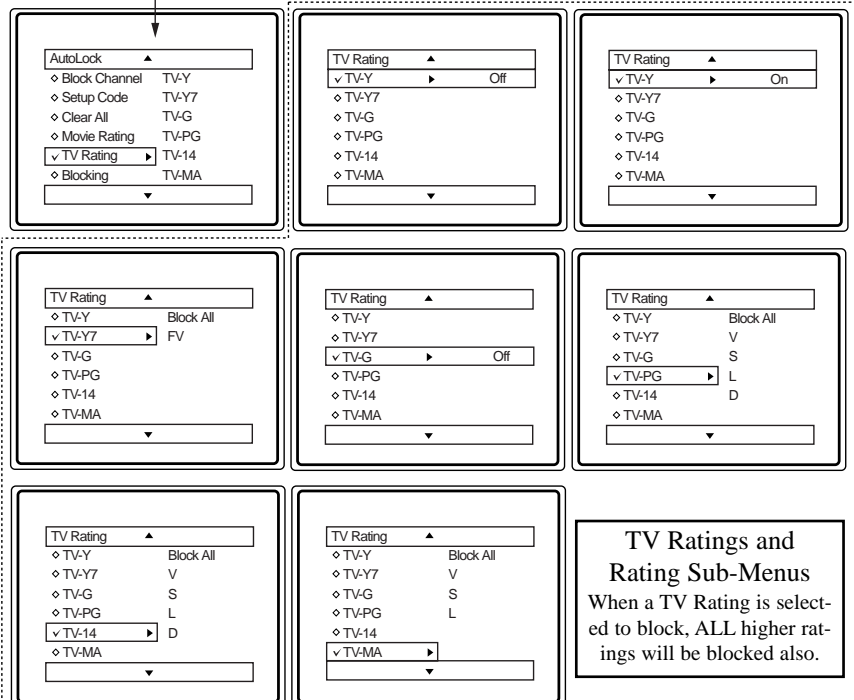 AutoLock
Block Channel TV-Y
Setup Code TV-Y7
Clear All TV-G
Movie Rating TV-PG
TV Rating TV-14
Blocking TV-MA
TV Rating
TV-Y Off
TV-Y7
TV-G
TV-PG
TV-14
TV-MA
TV Rating
TV-Y On
TV-Y7
TV-G
TV-PG
TV-14
TV-MA
TV Rating
TV-Y Block All
TV-Y7 FV
TV-G
TV-PG
TV-14
TV-MA
TV Rating
TV-Y
TV-Y7
TV-G Off
TV-PG
TV-14
TV-MA
TV Rating
TV-Y Block All
TV-Y7 V
TV-G S
TV-PG L
TV-14 D
TV-MA
TV Rating
TV-Y Block All
TV-Y7 V
TV-G S
TV-PG L
TV-14 D
TV-MA
TV Rating
TV-Y Block All
TV-Y7 V
TV-G S
TV-PG L
TV-14
TV-MA
TV Ratings and
Rating Sub-Menus
When a TV Rating is select-
ed to block, ALL higher rat-
ings will be blocked also.